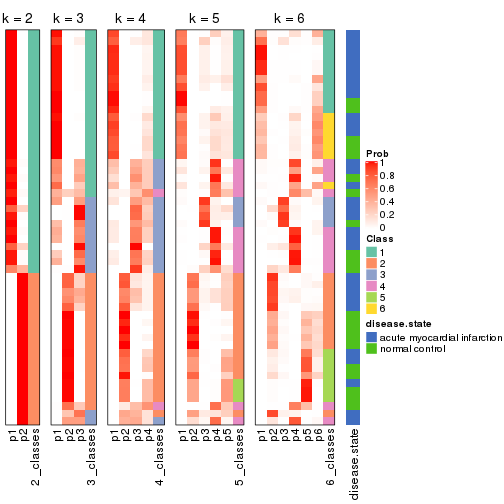 k = 2
k = 3
k = 4
k = 5
k = 6
Prob
1
0.8
0.6
0.4
0.2
0
Class
1
2
3
4
5
6
disease.state
acute myocardial infarction
normal control
p1
p2
2_classes
p1
p2
p3
3_classes
p1
p2
p3
p4
4_classes
p1
p2
p3
p4
p5
5_classes
p1
p2
p3
p4
p5
p6
6_classes
disease.state